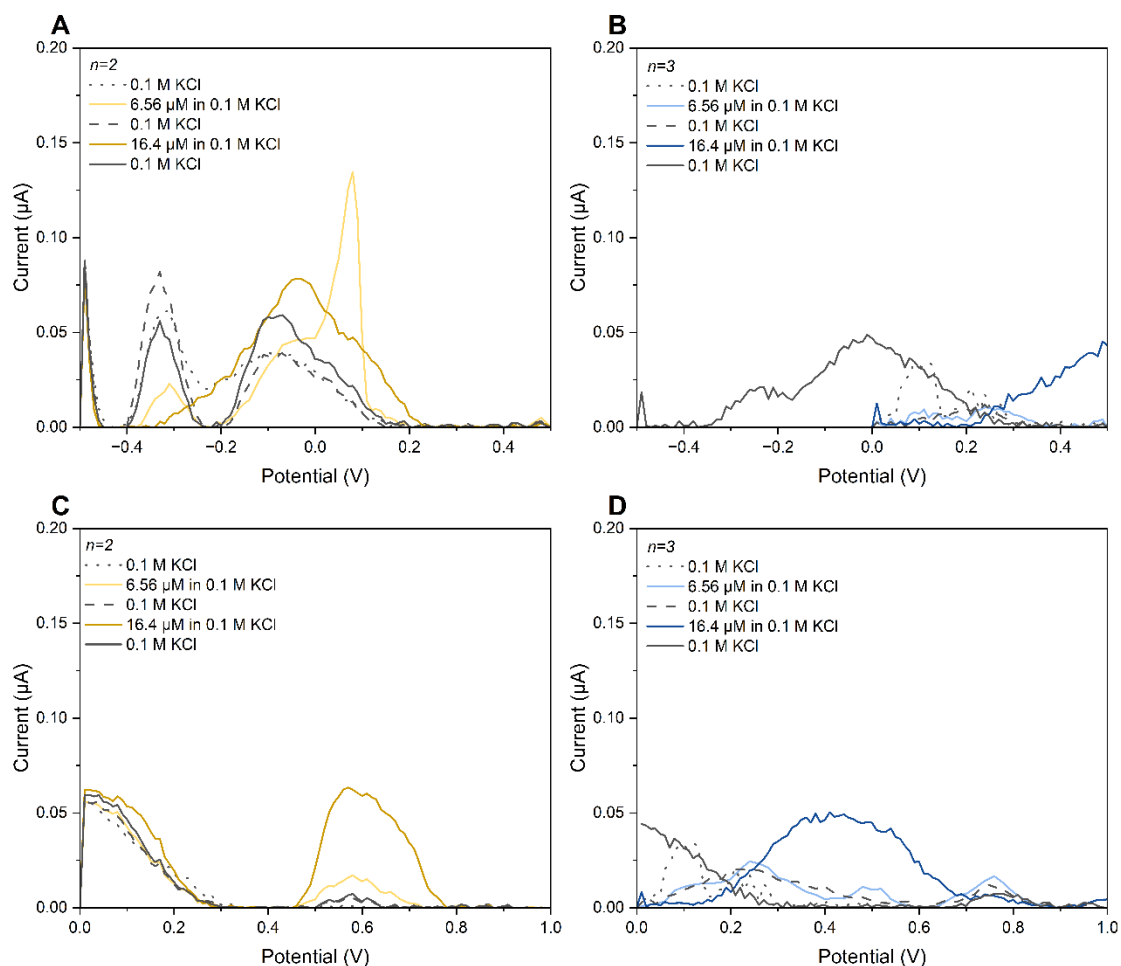 A
n=2
0.1 M KCl
6.56 µM in 0.1 M KCl
0.1 M KCl
16.4 µM in 0.1 M KCl
0.1 M KCl
0.20
0.15
0.10
0.05
0.00
Current (µA)
−0.4
−0.2
0.0
0.2
0.4
Potential (V)
B
n=3
0.1 M KCl
6.56 µM in 0.1 M KCl
0.1 M KCl
16.4 µM in 0.1 M KCl
0.1 M KCl
0.20
0.15
0.10
0.05
0.00
Current (µA)
−0.4
−0.2
0.0
0.2
0.4
Potential (V)
C
n=2
0.1 M KCl
6.56 µM in 0.1 M KCl
0.1 M KCl
16.4 µM in 0.1 M KCl
0.1 M KCl
0.20
0.15
0.10
0.05
0.00
Current (µA)
0.0
0.2
0.4
0.6
0.8
1.0
Potential (V)
D
n=3
0.1 M KCl
6.56 µM in 0.1 M KCl
0.1 M KCl
16.4 µM in 0.1 M KCl
0.1 M KCl
0.20
0.15
0.10
0.05
0.00
Current (µA)
0.0
0.2
0.4
0.6
0.8
1.0
Potential (V)